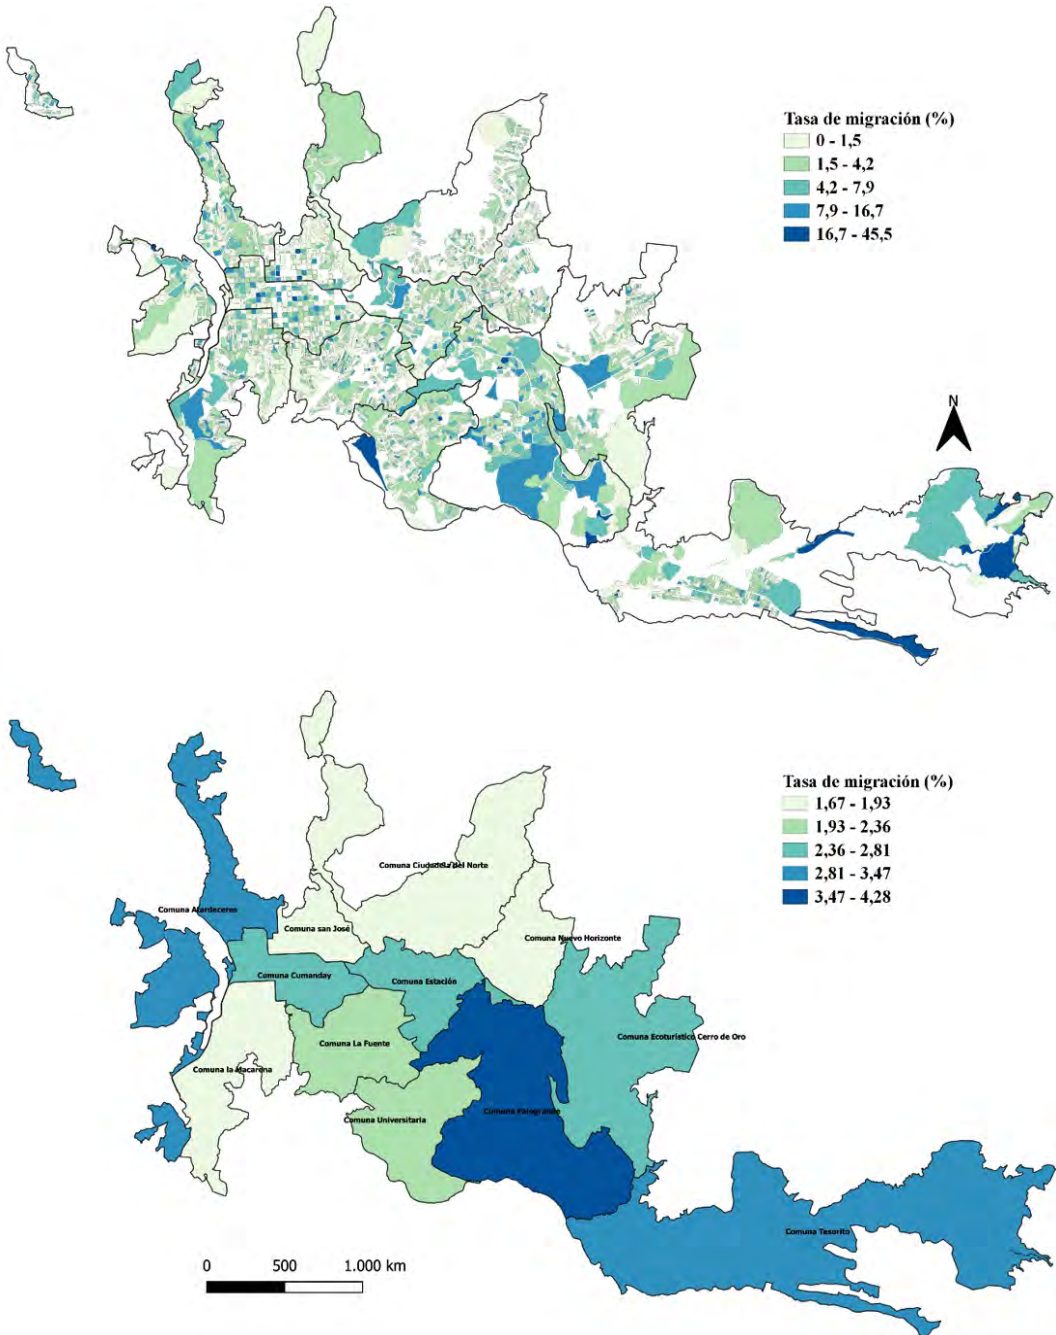 Tasa de migración (%)
0 - 1,5
1,5 - 4,2
4,2 - 7,9
7,9 - 16,7
16,7 - 45,5
N
Tasa de migración (%)
1,67 - 1,93
1,93 - 2,36
2,36 - 2,81
2,81 - 3,47
3,47 - 4,28
Comuna Ciudadela del Norte
Comuna Atardeceres
Comuna san José
Comuna Nuevo Horizonte
Comuna Cumanday
Comuna Estación
Comuna Ecoturístico Cerro de Oro
Comuna La Fuente
Comuna la Macarena
Comuna Palogrande
Comuna Universitaria
Comuna Tesorito
0 500 1.000 km